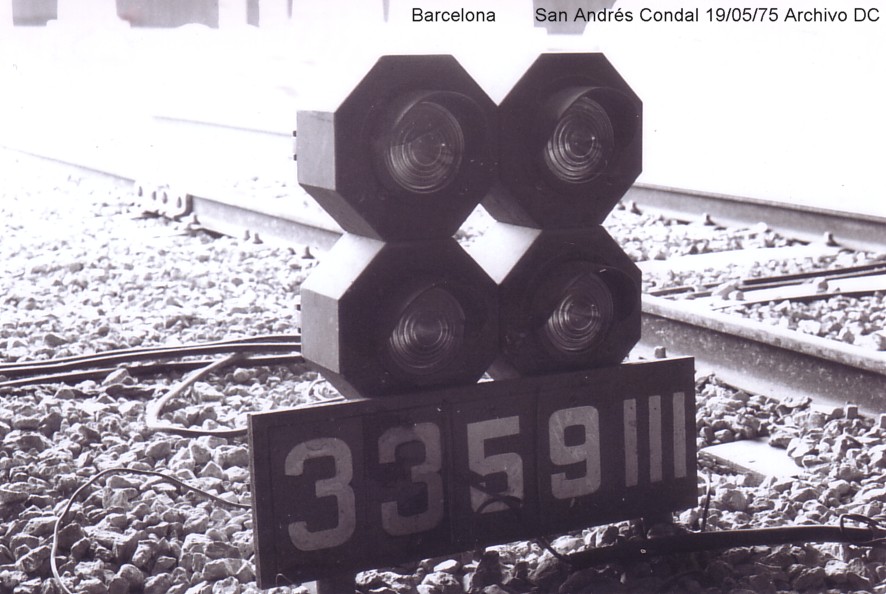 Barcelona San Andrés Condal 19/05/75 Archivo DC
3359III